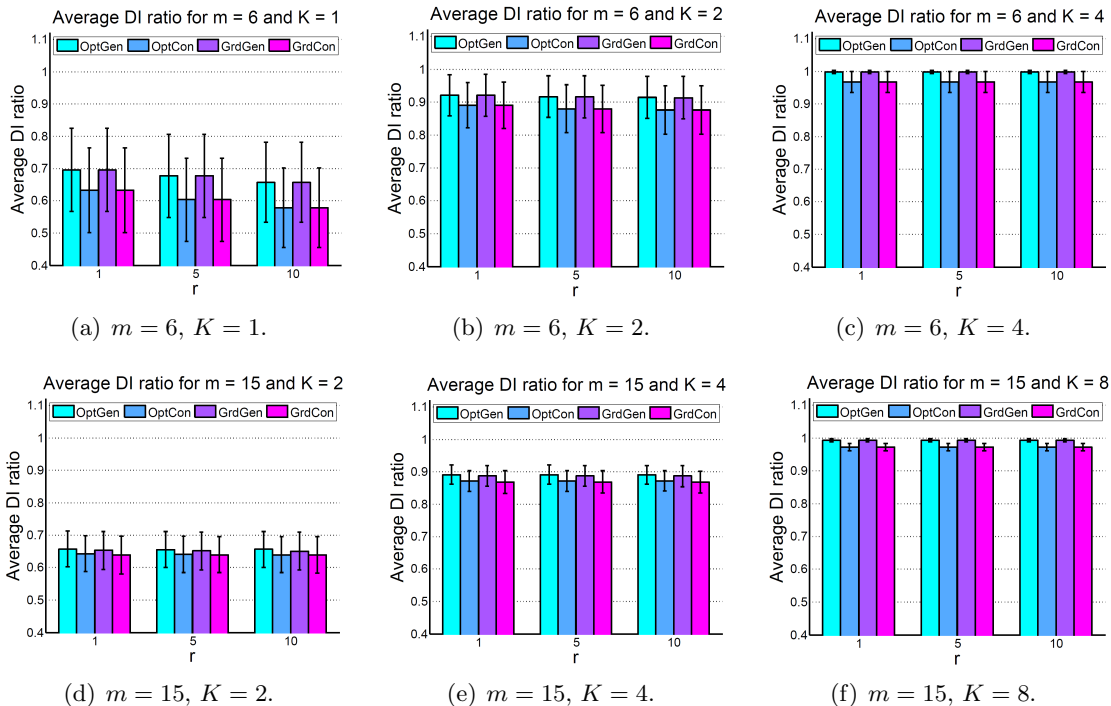 Average DI ratio for m = 6 and K = 1
1.1
OptGen OptCon GrdGen GrdCon
1
0.9
0.8
0.7
0.6
0.5
0.4
Average DI ratio
1 5 10
r
(a) m = 6, K = 1.
Average DI ratio for m = 6 and K = 2
1.1
OptGen OptCon GrdGen GrdCon
1
0.9
0.8
0.7
0.6
0.5
0.4
Average DI ratio
1 5 10
r
(b) m = 6, K = 2.
Average DI ratio for m = 6 and K = 4
1.1
OptGen OptCon GrdGen GrdCon
1
0.9
0.8
0.7
0.6
0.5
0.4
Average DI ratio
1 5 10
r
(c) m = 6, K = 4.
Average DI ratio for m = 15 and K = 2
1.1
OptGen OptCon GrdGen GrdCon
1
0.9
0.8
0.7
0.6
0.5
0.4
Average DI ratio
1 5 10
r
(d) m = 15, K = 2.
Average DI ratio for m = 15 and K = 4
1.1
OptGen OptCon GrdGen GrdCon
1
0.9
0.8
0.7
0.6
0.5
0.4
Average DI ratio
1 5 10
r
(e) m = 15, K = 4.
Average DI ratio for m = 15 and K = 8
1.1
OptGen OptCon GrdGen GrdCon
1
0.9
0.8
0.7
0.6
0.5
0.4
Average DI ratio
1 5 10
r
(f) m = 15, K = 8.